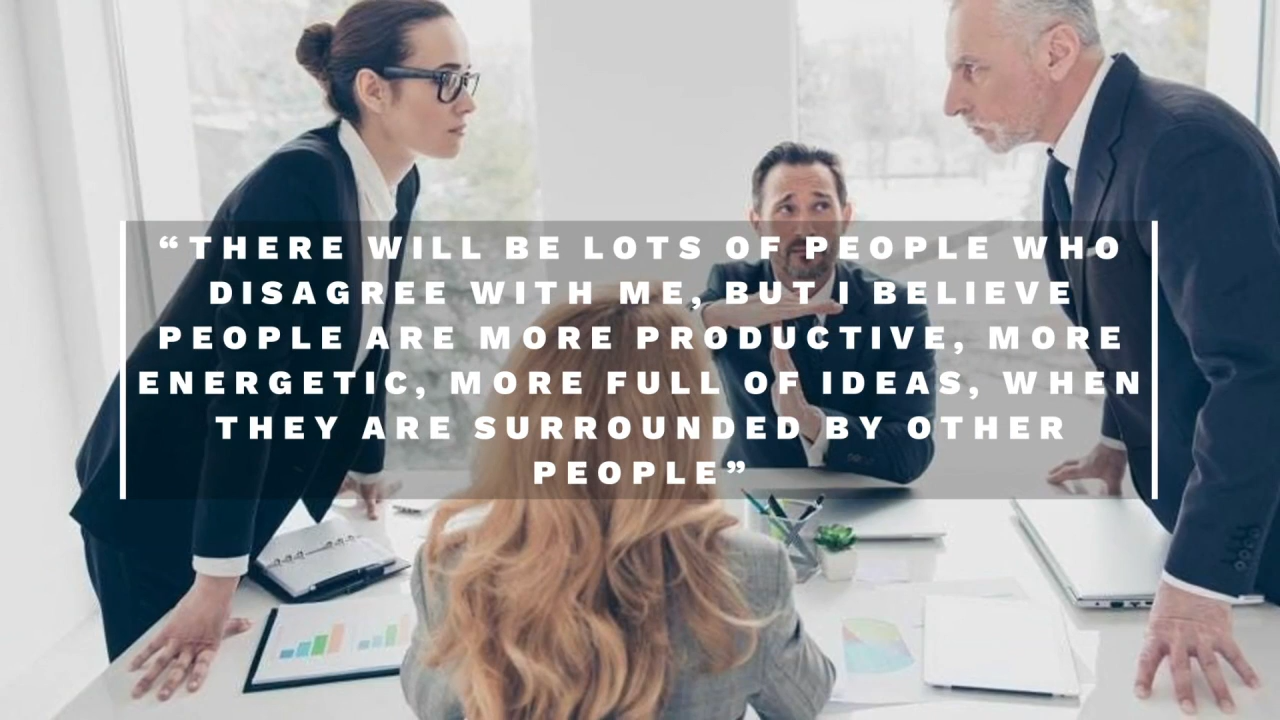 “THERE WILL BE LOTS OF PEOPLE WHO
DISAGREE WITH ME, BUT I BELIEVE
PEOPLE ARE MORE PRODUCTIVE, MORE
ENERGETIC, MORE FULL OF IDEAS, WHEN
THEY ARE SURROUNDED BY OTHER
PEOPLE”